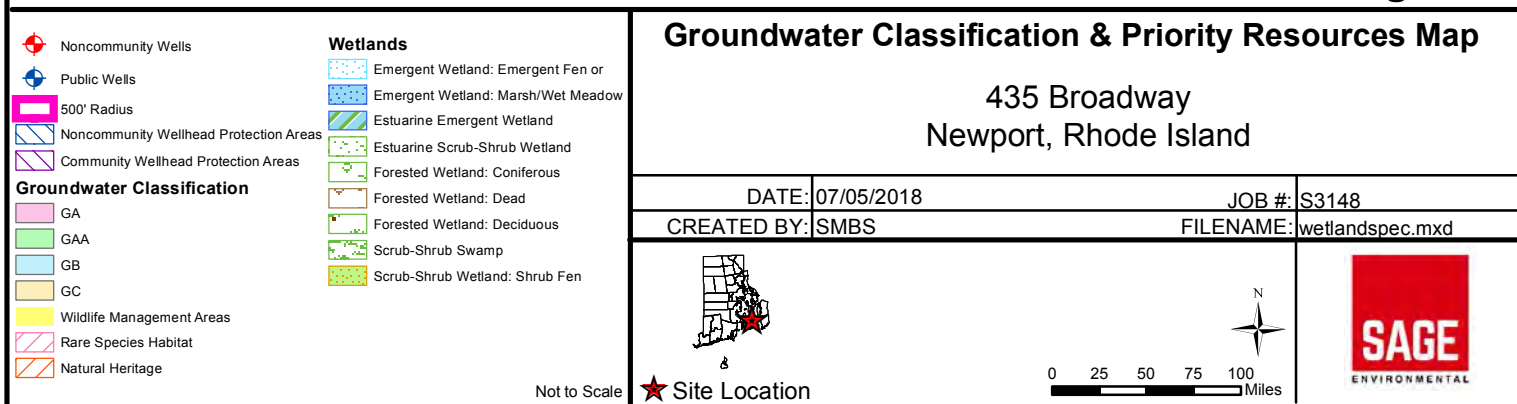 Noncommunity Wells
Public Wells
500' Radius
Noncommunity Wellhead Protection Areas
Community Wellhead Protection Areas
Groundwater Classification
GA
GAA
GB
GC
Wildlife Management Areas
Rare Species Habitat
Natural Heritage
Wetlands
Emergent Wetland: Emergent Fen or
Emergent Wetland: Marsh/Wet Meadow
Estuarine Emergent Wetland
Estuarine Scrub-Shrub Wetland
Forested Wetland: Coniferous
Forested Wetland: Dead
Forested Wetland: Deciduous
Scrub-Shrub Swamp
Scrub-Shrub Wetland: Shrub Fen
Not to Scale
Groundwater Classification & Priority Resources Map
435 Broadway
Newport, Rhode Island
DATE: 07/05/2018 JOB #: S3148
CREATED BY: SMBS FILENAME: wetlandspec.mxd
Site Location
N
0 25 50 75 100
Miles
SAGE
ENVIRONMENTAL